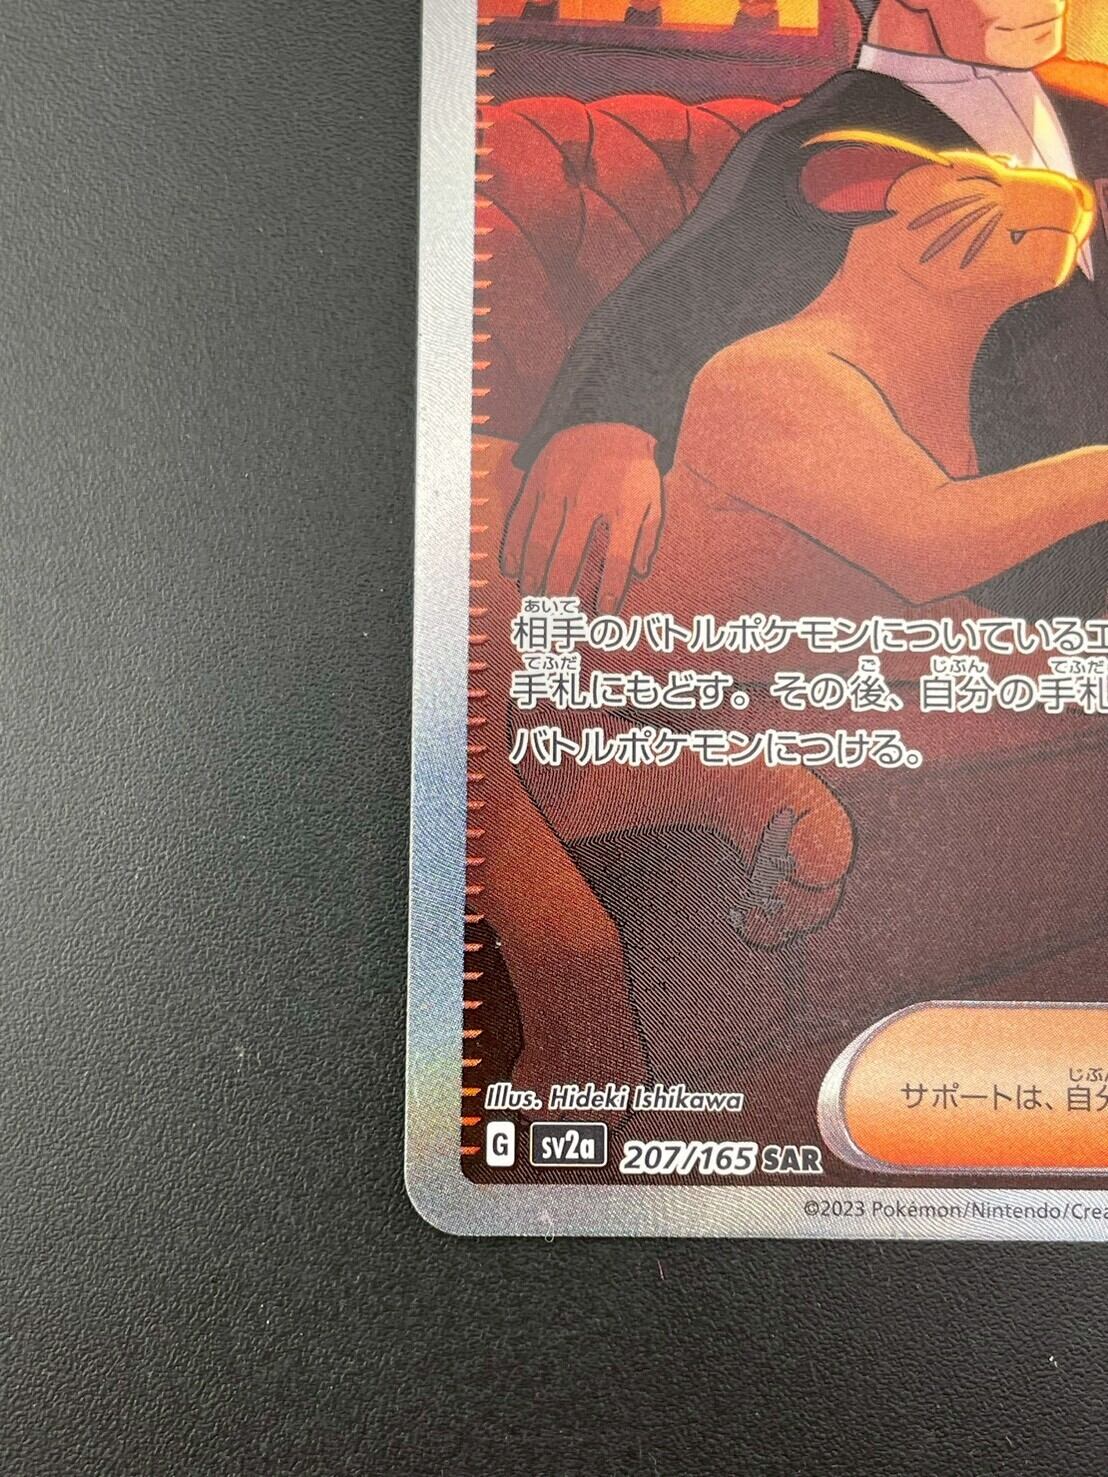 あいて
相手のバトルポケモンについているエ
てふだ ご じぶん てふだ
手札にもどす。その後、自分の手札
バトルポケモンにつける。
じぶん
サポートは、自分
Illus. Hideki Ishikawa
G sv2a 207/165 SAR
©2023 Pokémon/Nintendo/Crea